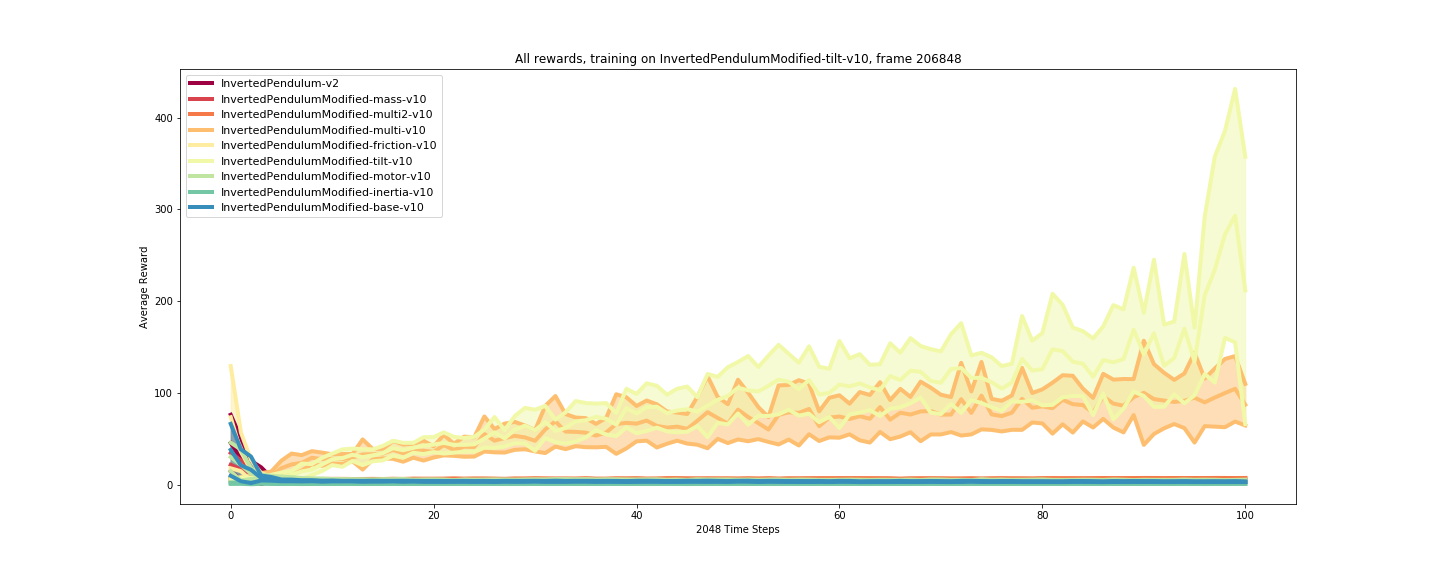 All rewards, training on InvertedPendulumModified-tilt-v10, frame 206848
InvertedPendulum-v2
InvertedPendulumModified-mass-v10
InvertedPendulumModified-multi2-v10
InvertedPendulumModified-multi-v10
InvertedPendulumModified-friction-v10
InvertedPendulumModified-tilt-v10
InvertedPendulumModified-motor-v10
InvertedPendulumModified-inertia-v10
InvertedPendulumModified-base-v10
Average Reward
400
300
200
100
0
0 20 40 60 80 100
2048 Time Steps